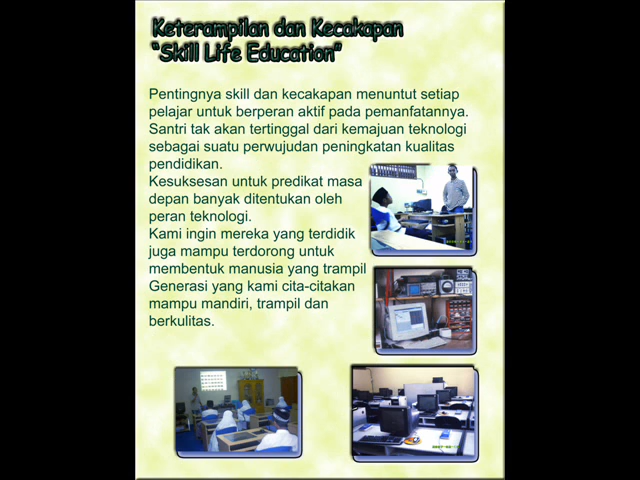 Keterampilan dan Kecakapan
“Skill Life Education”
Pentingnya skill dan kecakapan menuntut setiap
pelajar untuk berperan aktif pada pemanfatannya.
Santri tak akan tertinggal dari kemajuan teknologi
sebagai suatu perwujudan peningkatan kualitas
pendidikan.
Kesuksesan untuk predikat masa
depan banyak ditentukan oleh
peran teknologi.
Kami ingin mereka yang terdidik
juga mampu terdorong untuk
membentuk manusia yang trampil
Generasi yang kami cita-citakan
mampu mandiri, trampil dan
berkulitas.